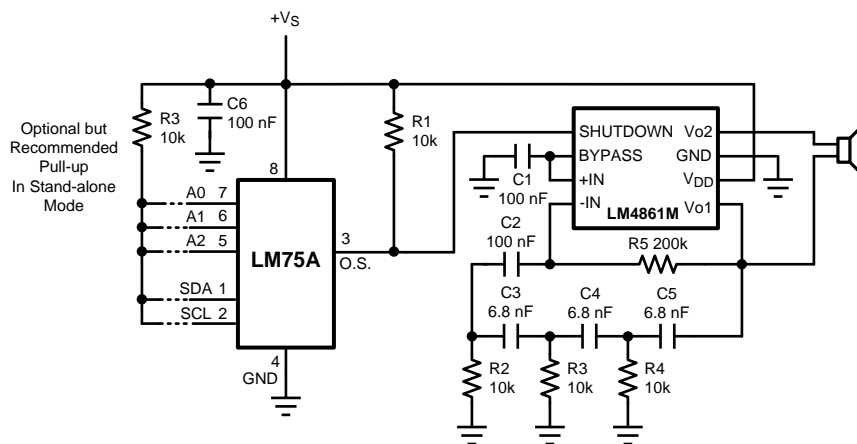 +VS
Optional but
Recommended
Pull-up
In Stand-alone
Mode
R3
10k
C6
100 nF
R1
10k
8
A0 7
A1 6
A2 5
SDA 1
SCL 2
LM75A
3
O.S.
4
GND
SHUTDOWN
BYPASS
+IN
-IN
Vo2
GND
VDD
Vo1
LM4861M
C1
100 nF
C2
100 nF
R5 200k
C3
6.8 nF
C4
6.8 nF
C5
6.8 nF
R2
10k
R3
10k
R4
10k